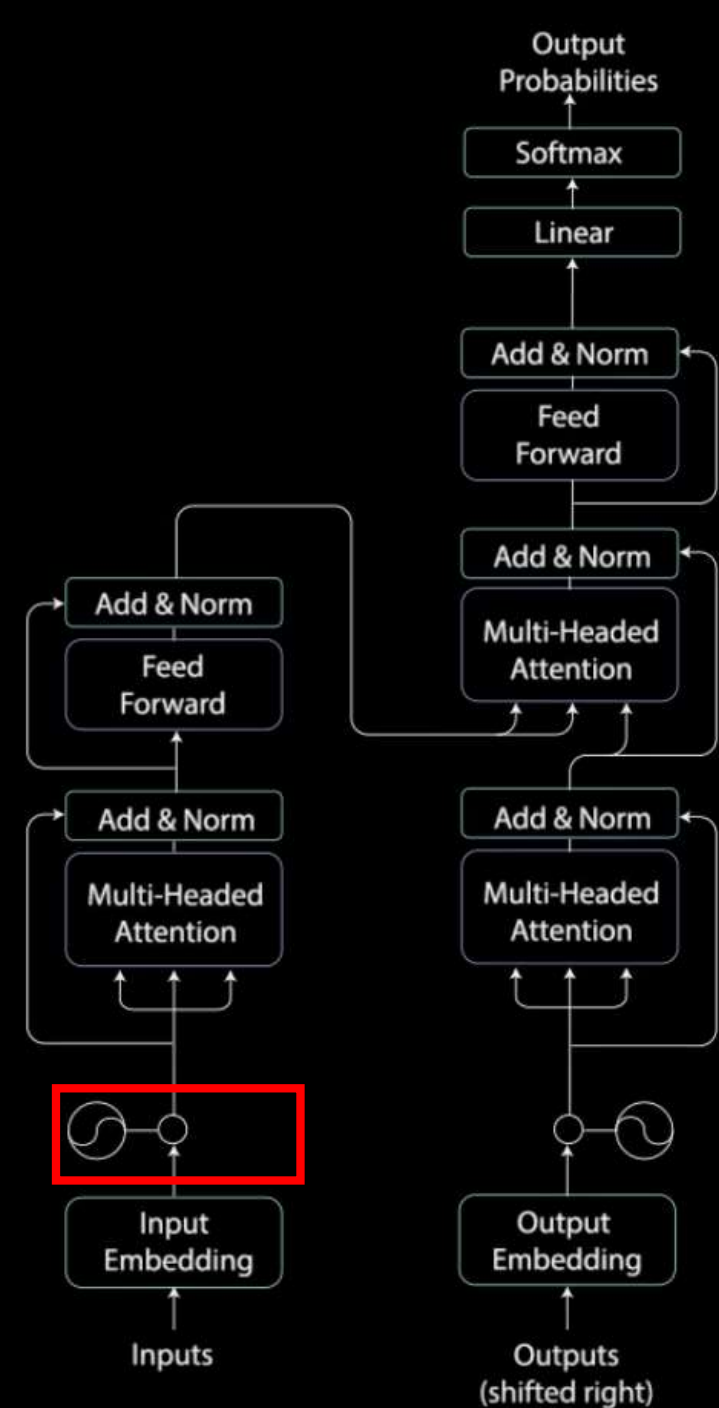 Output
Probabilities
Softmax
Linear
Add & Norm
Feed
Forward
Add & Norm
Multi-Headed
Attention
Add & Norm
Multi-Headed
Attention
Output
Embedding
Outputs
(shifted right)
Add & Norm
Feed
Forward
Add & Norm
Multi-Headed
Attention
Input
Embedding
Inputs